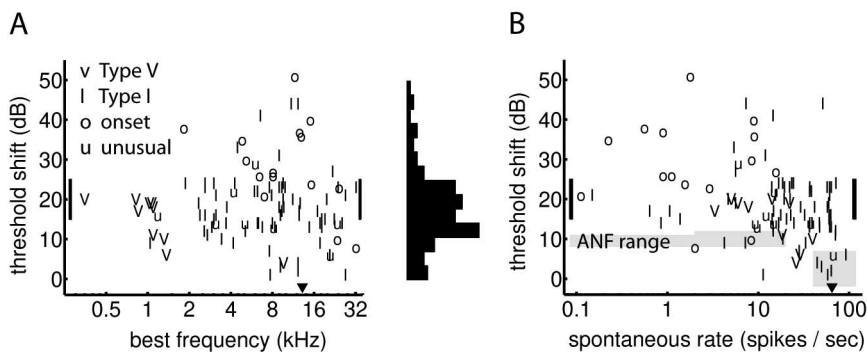 A
threshold shift (dB)
50
40
30
20
10
0
v Type V
I Type I
o onset
u unusual
0.5 1 2 4 8 16 32
best frequency (kHz)
B
threshold shift (dB)
50
40
30
20
10
0
ANF range
0.1 1 10 100
spontaneous rate (spikes / sec)